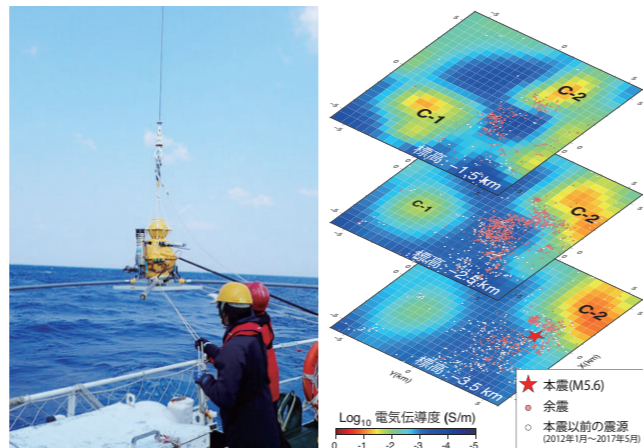 C-1
C-2
標高: −1.5 km
C-1
C-2
標高: −2.5 km
C-2
標高: −3.5 km
Y(km)
X(km)
Log10 電気伝導度 (S/m)
0 -1 -2 -3 -4 -5
本震(M5.6)
余震
本震以前の震源
(2012年1月〜2017年5月)